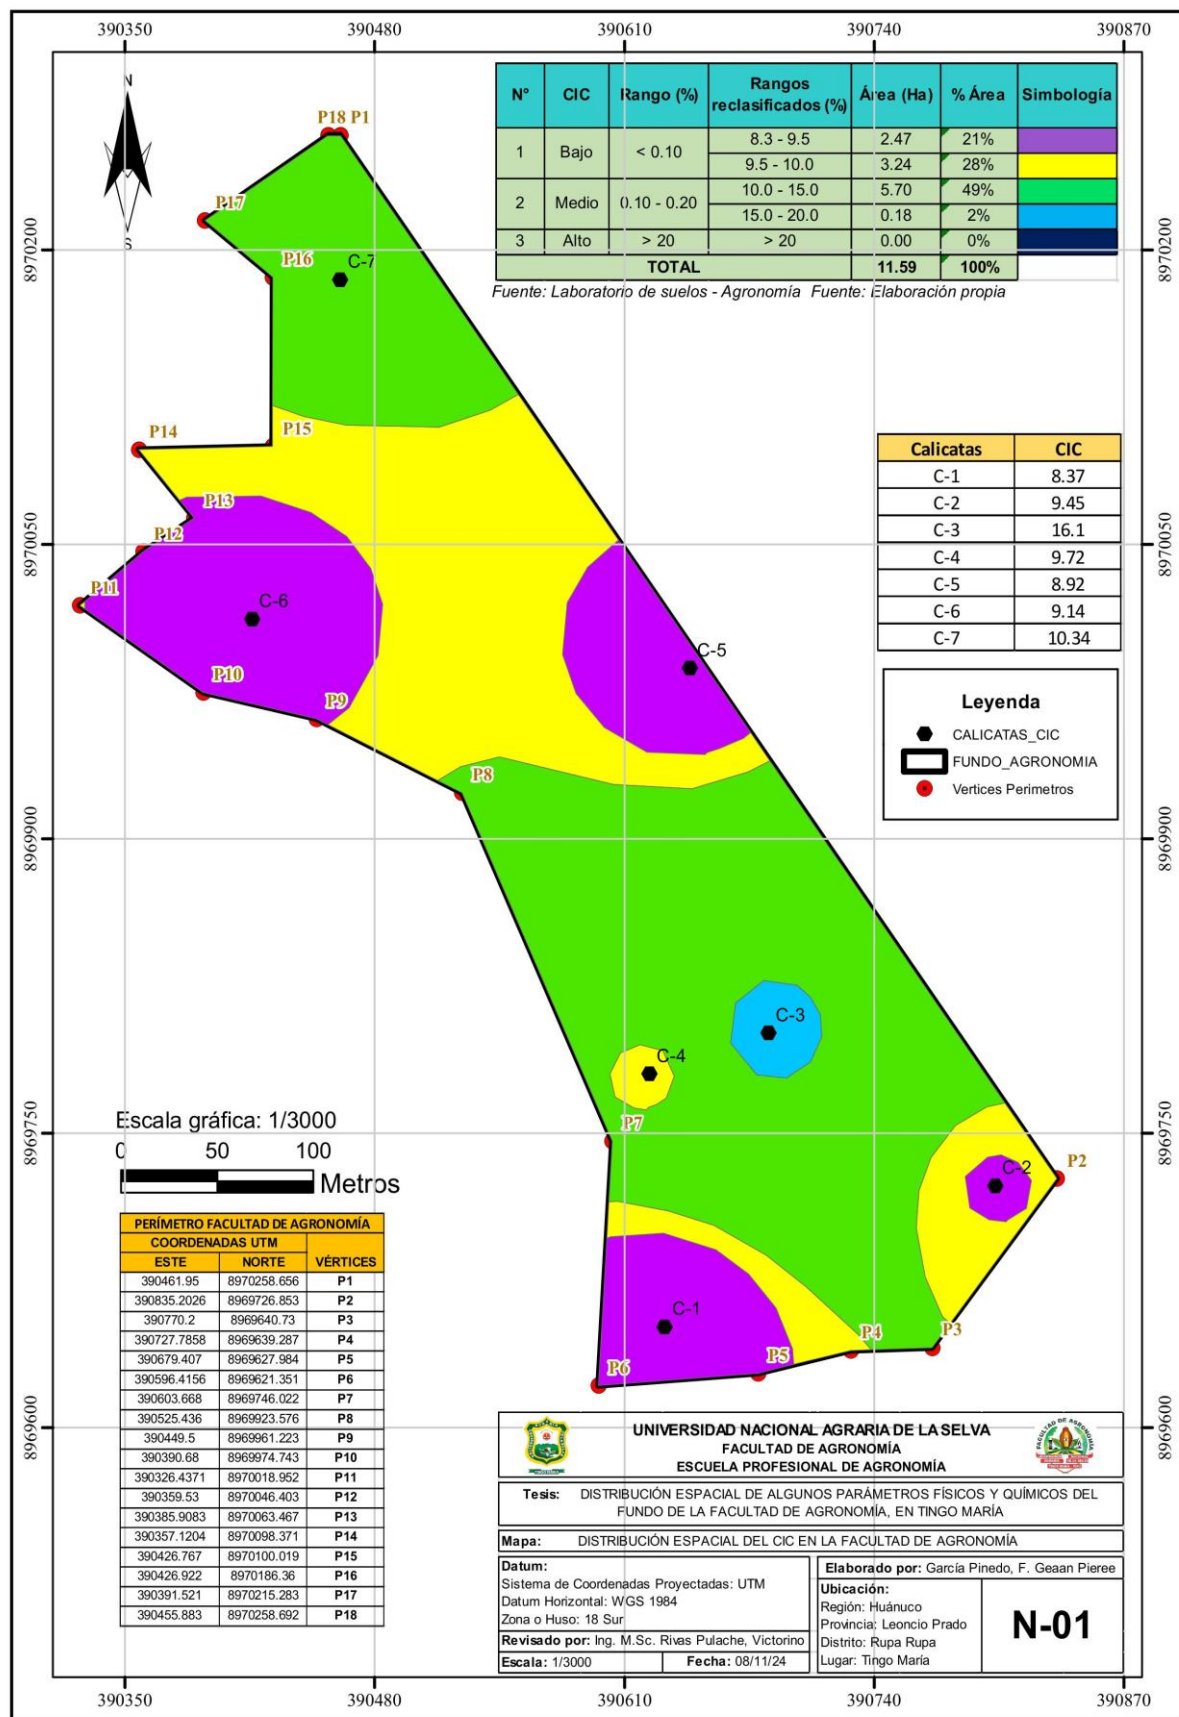 390350 390480 390610 390740 390870
N
S
N° CIC Rango (%) Rangos reclasificados (%) Área (Ha) % Área Simbología
1 Bajo < 0.10 8.3 - 9.5 2.47 21%
9.5 - 10.0 3.24 28%
2 Medio 0.10 - 0.20 10.0 - 15.0 5.70 49%
15.0 - 20.0 0.18 2%
3 Alto > 20 > 20 0.00 0%
TOTAL 11.59 100%
Fuente: Laboratorio de suelos - Agronomía Fuente: Elaboración propia
P18 P1
P17
P16
C-7
P15
P14
P13
P12
P11
C-6
P10
P9
C-5
P8
C-3
C-4
P7
C-2
P2
C-1
P3
P4
P5
P6
8970200 8970200
8970050 8970050
8969900 8969900
8969750 8969750
8969600 8969600
Calicatas CIC
C-1 8.37
C-2 9.45
C-3 16.1
C-4 9.72
C-5 8.92
C-6 9.14
C-7 10.34
Leyenda
CALICATAS_CIC
FUNDO_AGRONOMIA
Vertices Perimetros
Escala gráfica: 1/3000
0 50 100
Metros
PERÍMETRO FACULTAD DE AGRONOMÍA
COORDENADAS UTM VÉRTICES
ESTE NORTE
390461.95 8970258.656 P1
390835.2026 8969726.853 P2
390770.2 8969640.73 P3
390727.7858 8969639.287 P4
390679.407 8969627.984 P5
390596.4156 8969621.351 P6
390603.668 8969746.022 P7
390525.436 8969923.576 P8
390449.5 8969961.223 P9
390390.68 8969974.743 P10
390326.4371 8970018.952 P11
390359.53 8970046.403 P12
390385.9083 8970063.467 P13
390357.1204 8970098.371 P14
390426.767 8970100.019 P15
390426.922 8970186.36 P16
390391.521 8970215.283 P17
390455.883 8970258.692 P18
UNIVERSIDAD NACIONAL AGRARIA DE LA SELVA
FACULTAD DE AGRONOMÍA
ESCUELA PROFESIONAL DE AGRONOMÍA
Tesis: DISTRIBUCIÓN ESPACIAL DE ALGUNOS PARÁMETROS FÍSICOS Y QUÍMICOS DEL
FUNDO DE LA FACULTAD DE AGRONOMÍA, EN TINGO MARÍA
Mapa: DISTRIBUCIÓN ESPACIAL DEL CIC EN LA FACULTAD DE AGRONOMÍA
Datum:
Sistema de Coordenadas Proyectadas: UTM
Datum Horizontal: WGS 1984
Zona o Huso: 18 Sur
Revisado por: Ing. M.Sc. Rivas Pulache, Victorino
Escala: 1/3000 Fecha: 08/11/24
Elaborado por: García Pinedo, F. Geaan Pieree
Ubicación:
Región: Huánuco
Provincia: Leoncio Prado
Distrito: Rupa Rupa
Lugar: Tingo María
N-01
390350 390480 390610 390740 390870